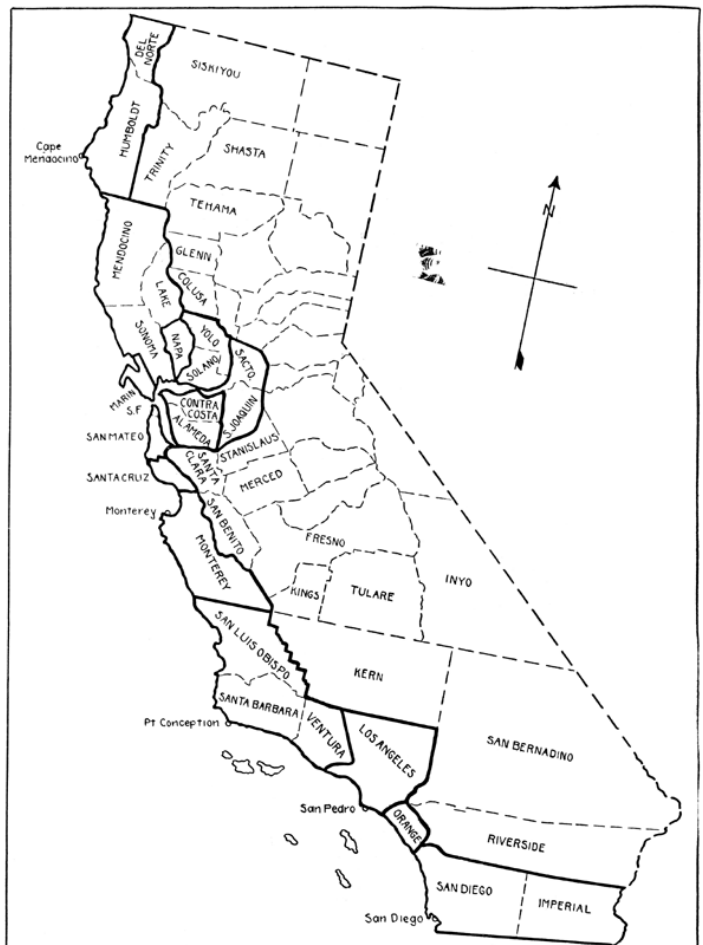 DEL
NORTE
SISKIYOU
HUMBOLDT
Cape
Mendocino
TRINITY
SHASTA
TEHAMA
N
MENDOCINO
GLENN
LAKE
COLUSA
SONOMA
NAPA
YOLO
SOLANO
SACTO.
MARIN
S.F.
CONTRA
COSTA
ALAMEDA
S. JOAQUIN
SAN MATEO
STANISLAUS
SANTA
CLARA
SANTA CRUZ
MERCED
Monterey
SAN BENITO
MONTEREY
FRESNO
KINGS
TULARE
INYO
SAN LUIS OBISPO
KERN
SANTA BARBARA
Pt Conception
VENTURA
LOS ANGELES
SAN BERNADINO
San Pedro
ORANGE
RIVERSIDE
SAN DIEGO
IMPERIAL
San Diego